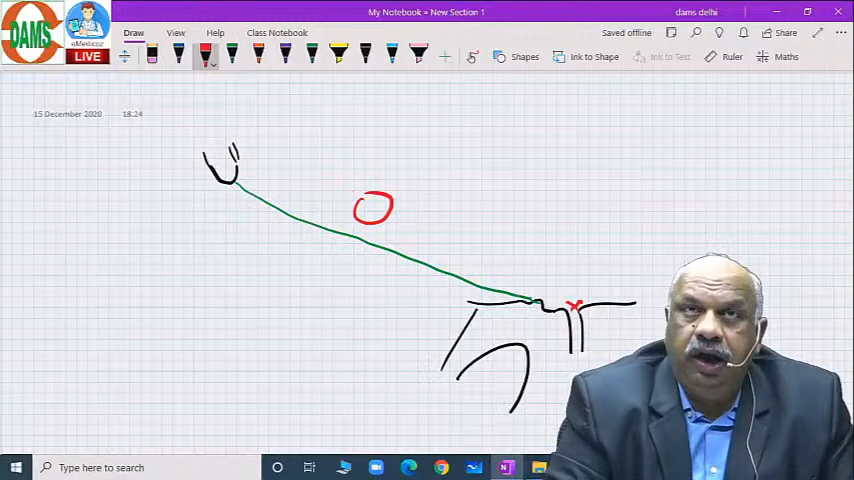 My Notebook » New Section 1
dams delhi
DAMS
eMedicoz
LIVE
Draw
View
Help
Class Notebook
Saved offline
Share
Shapes
Ink to Shape
Ink to Text
Ruler
Maths
15 December 2020
18:24
Type here to search